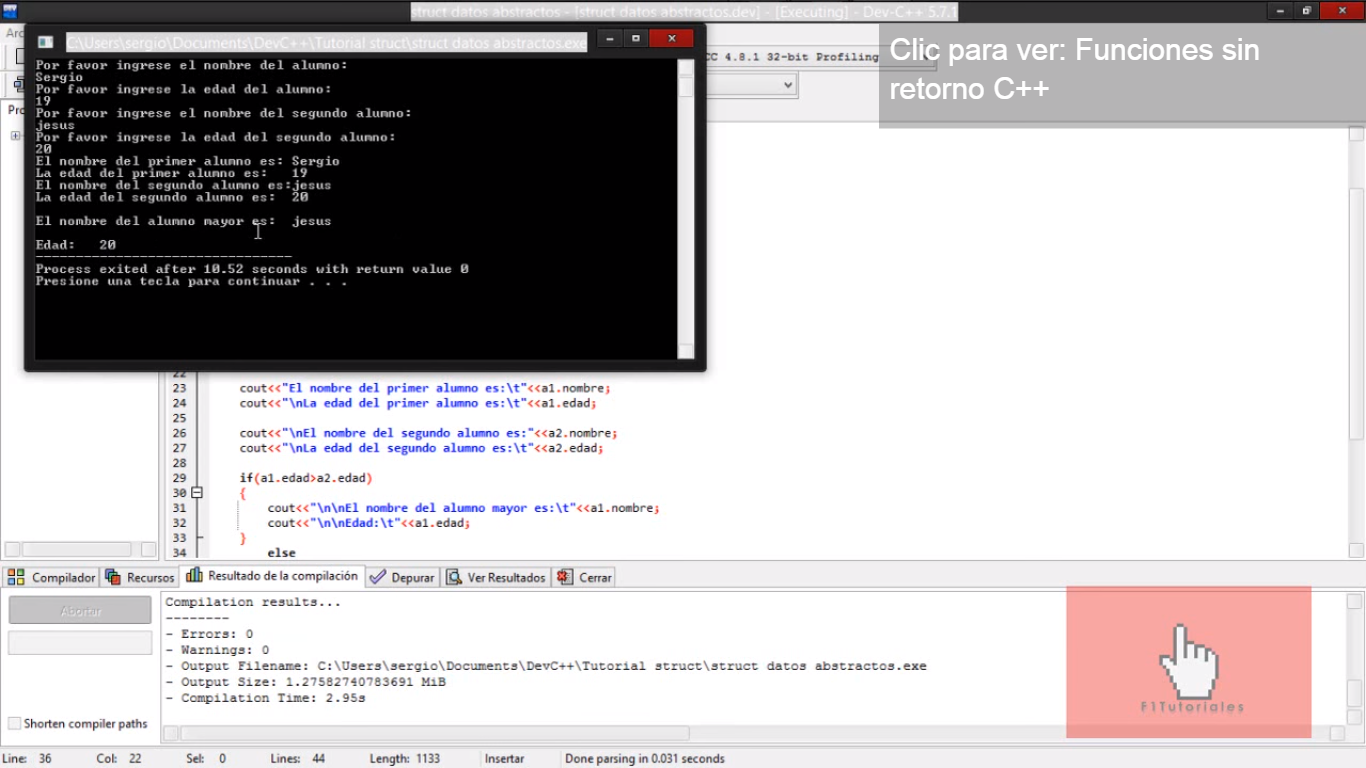 struct datos abstractos - [struct datos abstractos.dev] - [Executing] - Dev-C++ 5.7.1
C:\Users\sergio\Documents\DevC++\Tutorial struct\struct datos abstractos.exe
Clic para ver: Funciones sin
retorno C++
CC 4.8.1 32-bit Profiling
Por favor ingrese el nombre del alumno:
Sergio
Por favor ingrese la edad del alumno:
19
Por favor ingrese el nombre del segundo alumno:
jesus
Por favor ingrese la edad del segundo alumno:
20
El nombre del primer alumno es: Sergio
La edad del primer alumno es:   19
El nombre del segundo alumno es:jesus
La edad del segundo alumno es:  20
El nombre del alumno mayor es:  jesus
Edad:   20
--------------------------------
Process exited after 10.52 seconds with return value 0
Presione una tecla para continuar . . .
22
23 cout<<"El nombre del primer alumno es:\t"<<a1.nombre;
24 cout<<"\nLa edad del primer alumno es:\t"<<a1.edad;
25
26 cout<<"\nEl nombre del segundo alumno es:"<<a2.nombre;
27 cout<<"\nLa edad del segundo alumno es:\t"<<a2.edad;
28
29 if(a1.edad>a2.edad)
30 {
31 cout<<"\n\nEl nombre del alumno mayor es:\t"<<a1.nombre;
32 cout<<"\n\nEdad:\t"<<a1.edad;
33 }
34 else
Compilador Recursos Resultado de la compilación Depurar Ver Resultados Cerrar
Abortar
Shorten compiler paths
Compilation results...
--------
- Errors: 0
- Warnings: 0
- Output Filename: C:\Users\sergio\Documents\DevC++\Tutorial struct\struct datos abstractos.exe
- Output Size: 1.27582740783691 MiB
- Compilation Time: 2.95s
F1Tutoriales
Line: 36 Col: 22 Sel: 0 Lines: 44 Length: 1133 Insertar Done parsing in 0.031 seconds